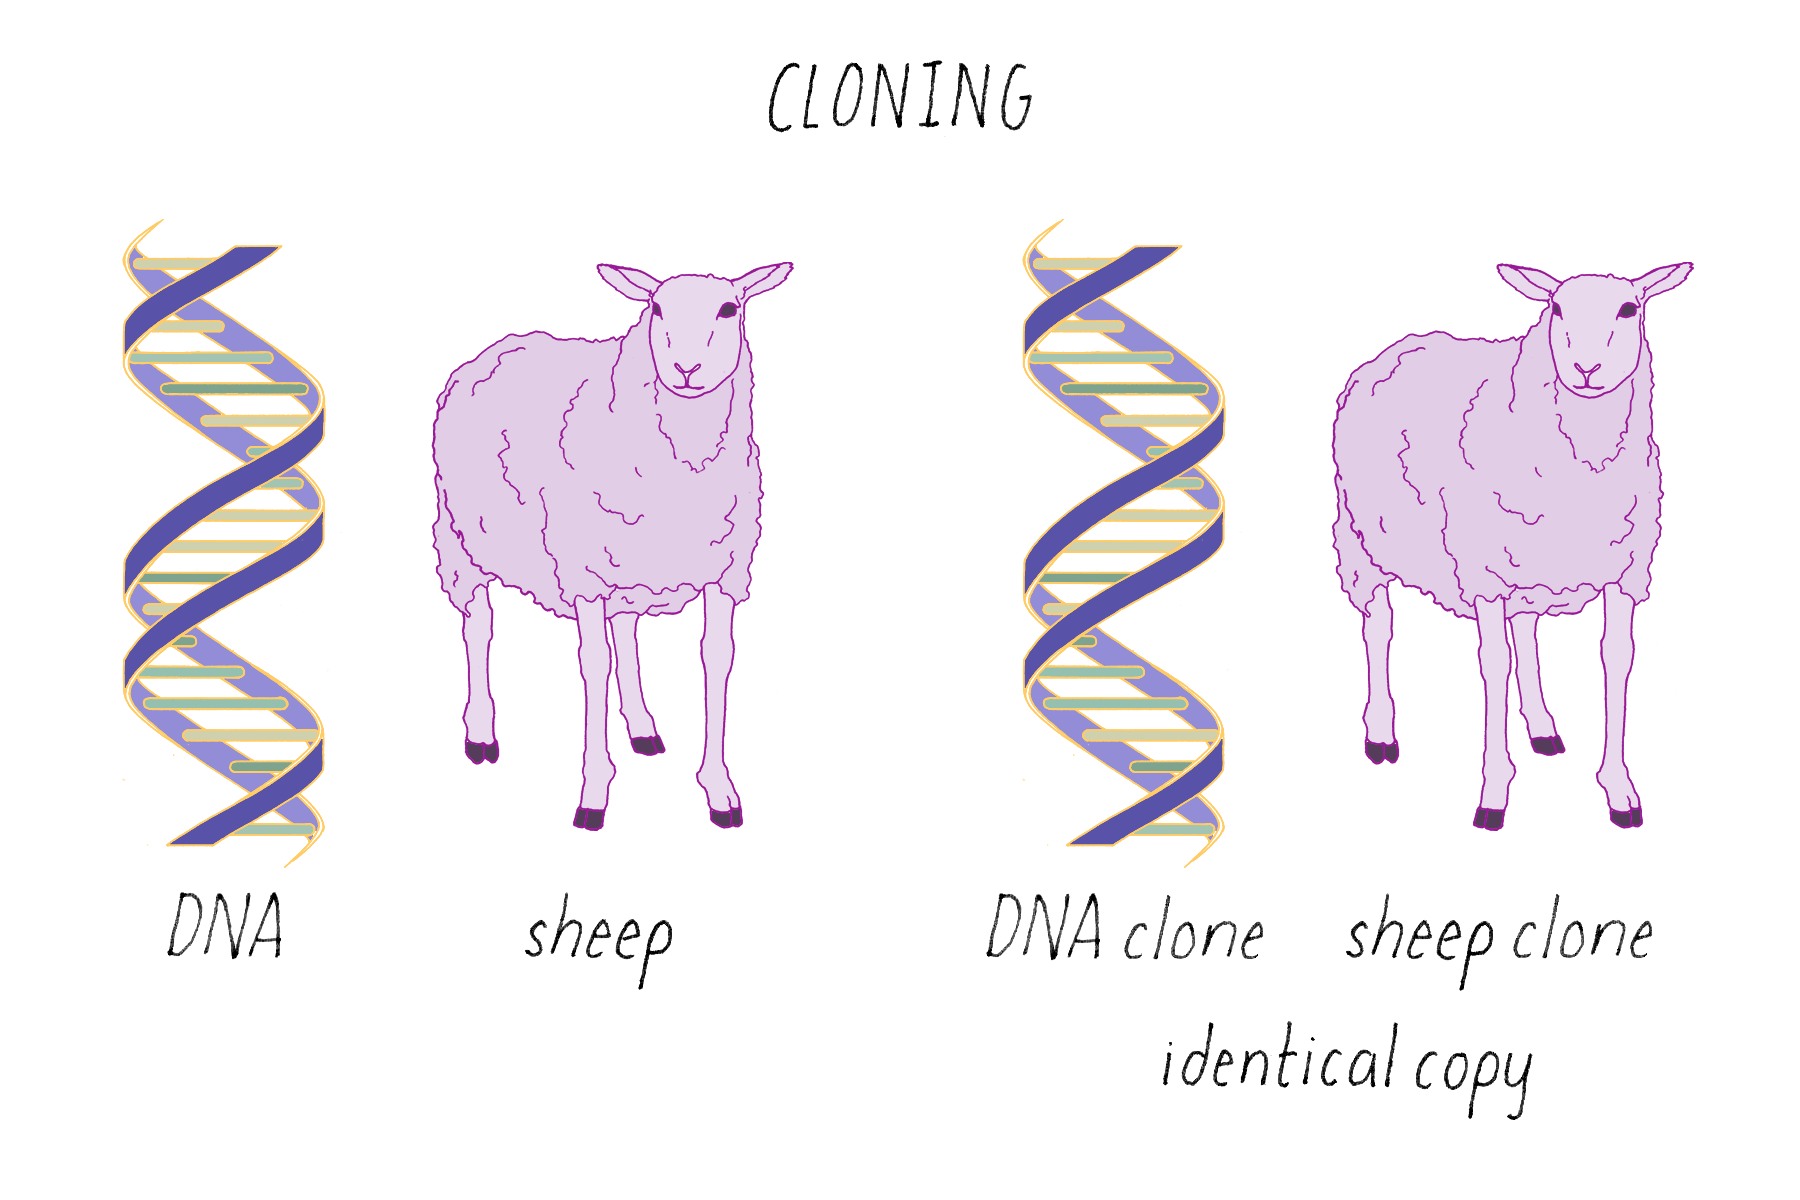 CLONING
DNA
sheep
DNA clone
sheep clone
identical copy